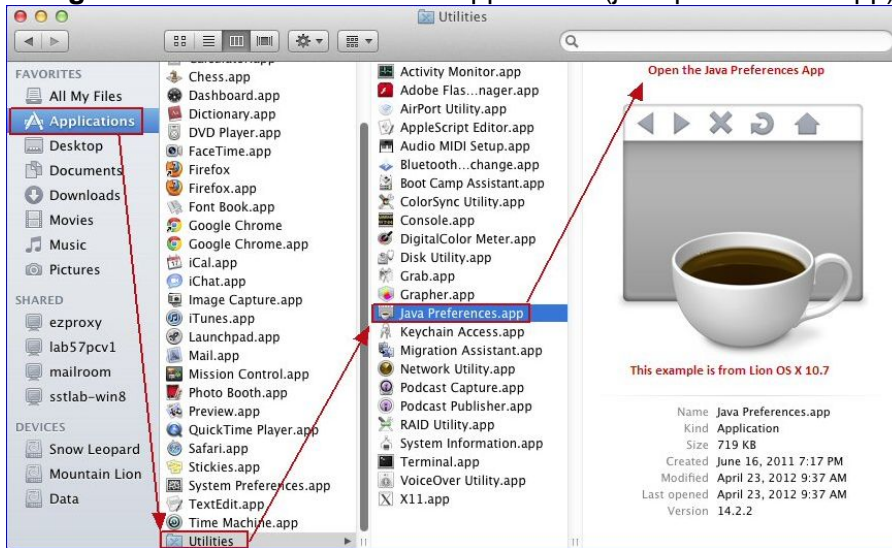 Utilities
FAVORITES
All My Files
Applications
Desktop
Documents
Downloads
Movies
Music
Pictures
SHARED
ezproxy
lab57pcv1
mailroom
sstlab-win8
DEVICES
Snow Leopard
Mountain Lion
Data
Chess.app
Dashboard.app
Dictionary.app
DVD Player.app
FaceTime.app
Firefox
Firefox.app
Font Book.app
Google Chrome
Google Chrome.app
iCal.app
iChat.app
Image Capture.app
iTunes.app
Launchpad.app
Mail.app
Mission Control.app
Photo Booth.app
Preview.app
QuickTime Player.app
Safari.app
Stickies.app
System Preferences.app
TextEdit.app
Time Machine.app
Utilities
Activity Monitor.app
Adobe Flas...nager.app
AirPort Utility.app
AppleScript Editor.app
Audio MIDI Setup.app
Bluetooth...change.app
Boot Camp Assistant.app
ColorSync Utility.app
Console.app
DigitalColor Meter.app
Disk Utility.app
Grab.app
Grapher.app
Java Preferences.app
Keychain Access.app
Migration Assistant.app
Network Utility.app
Podcast Capture.app
Podcast Publisher.app
RAID Utility.app
System Information.app
Terminal.app
VoiceOver Utility.app
X11.app
Open the Java Preferences App
This example is from Lion OS X 10.7
Name Java Preferences.app
Kind Application
Size 719 KB
Created June 16, 2011 7:17 PM
Modified April 23, 2012 9:37 AM
Last opened April 23, 2012 9:37 AM
Version 14.2.2